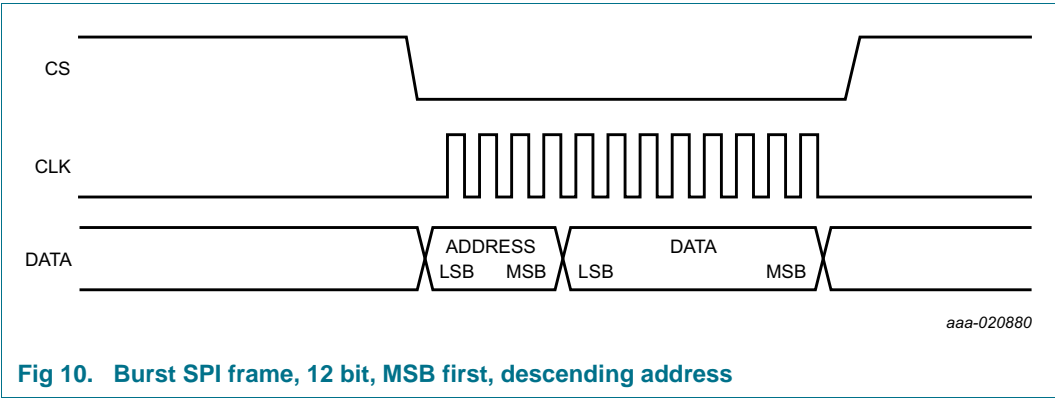 CS
CLK
DATA
ADDRESS
DATA
LSB MSB LSB MSB
aaa-020880
Fig 10. Burst SPI frame, 12 bit, MSB first, descending address